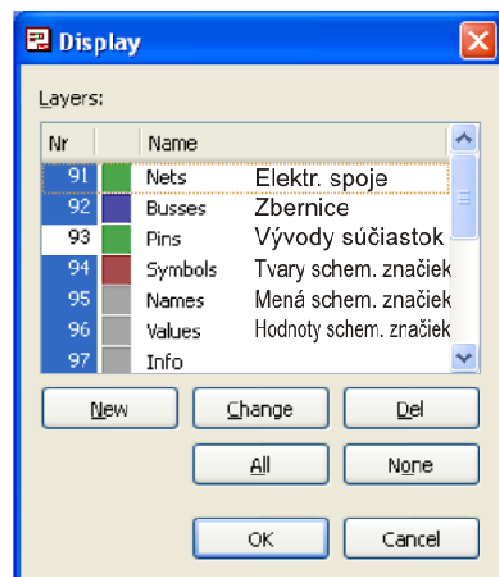 Display
Layers:
Nr Name
91 Nets Elektr. spoje
92 Busses Zbernice
93 Pins Vývody súčiastok
94 Symbols Tvary schem. značiek
95 Names Mená schem. značiek
96 Values Hodnoty schem. značiek
97 Info
New Change Del
All None
OK Cancel